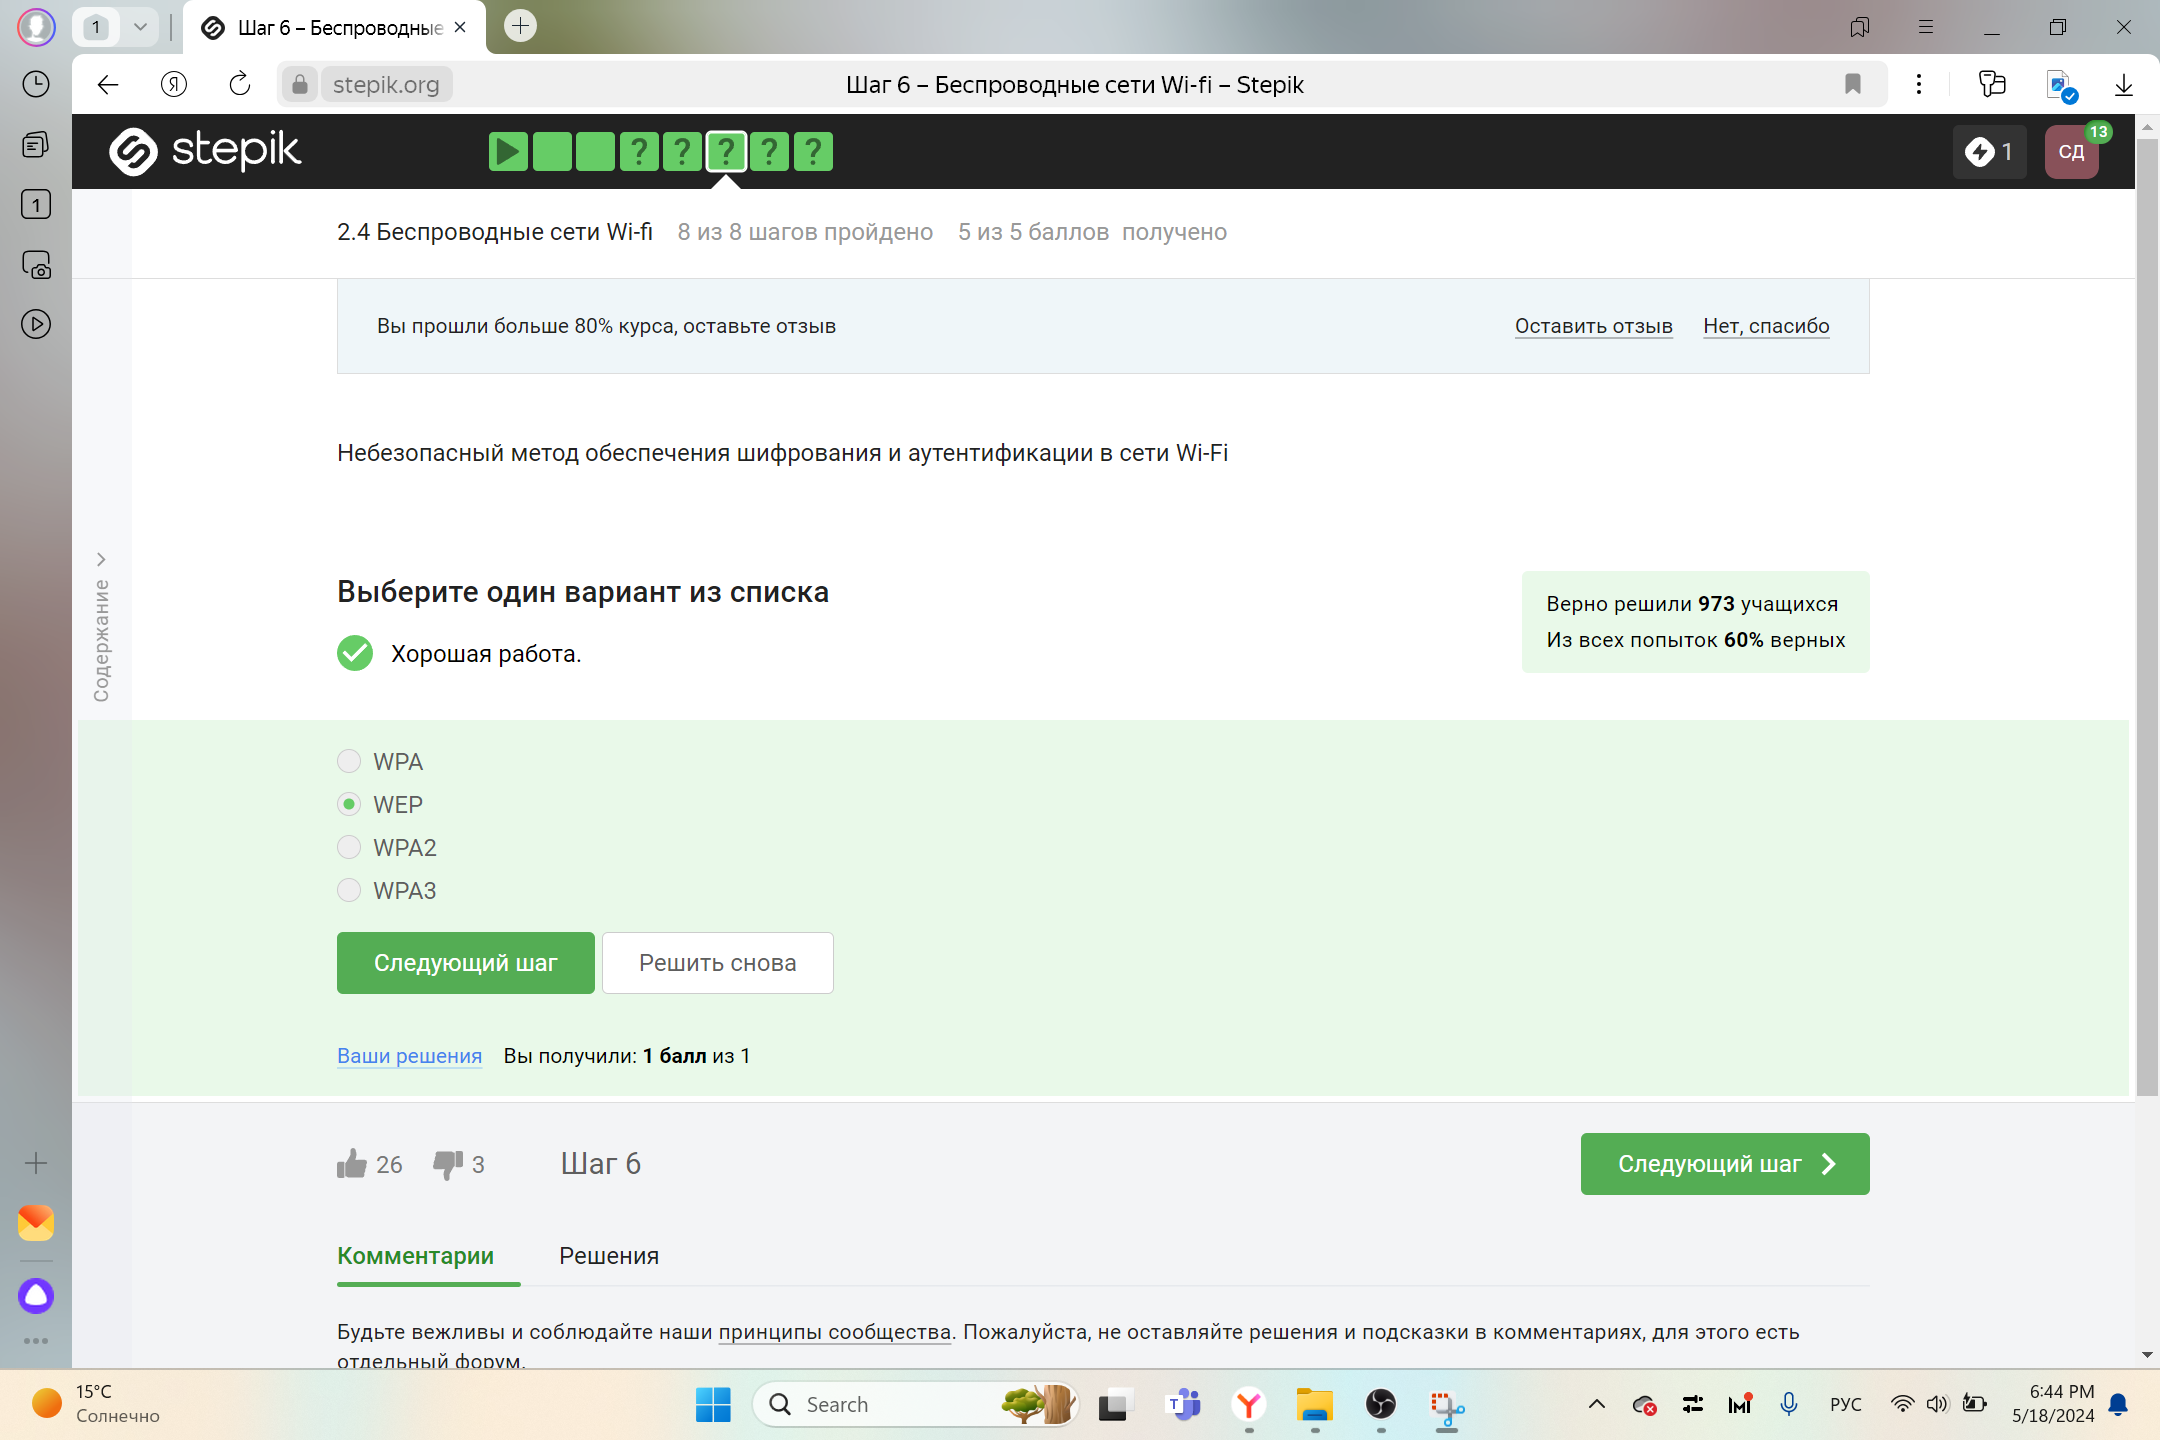 1
Шаг 6 – Беспроводные
stepik.org
Шаг 6 – Беспроводные сети Wi-fi – Stepik
1
stepik
? ? ? ? ?
1
СД
13
2.4 Беспроводные сети Wi-fi 8 из 8 шагов пройдено 5 из 5 баллов получено
Вы прошли больше 80% курса, оставьте отзыв
Оставить отзыв
Нет, спасибо
Небезопасный метод обеспечения шифрования и аутентификации в сети Wi-Fi
Содержание
Выберите один вариант из списка
Хорошая работа.
Верно решили 973 учащихся
Из всех попыток 60% верных
WPA
WEP
WPA2
WPA3
Следующий шаг
Решить снова
Ваши решения Вы получили: 1 балл из 1
26
3
Шаг 6
Следующий шаг
Комментарии
Решения
Будьте вежливы и соблюдайте наши принципы сообщества. Пожалуйста, не оставляйте решения и подсказки в комментариях, для этого есть
отдельный форум.
15°C
Солнечно
Search
РУС
6:44 PM
5/18/2024